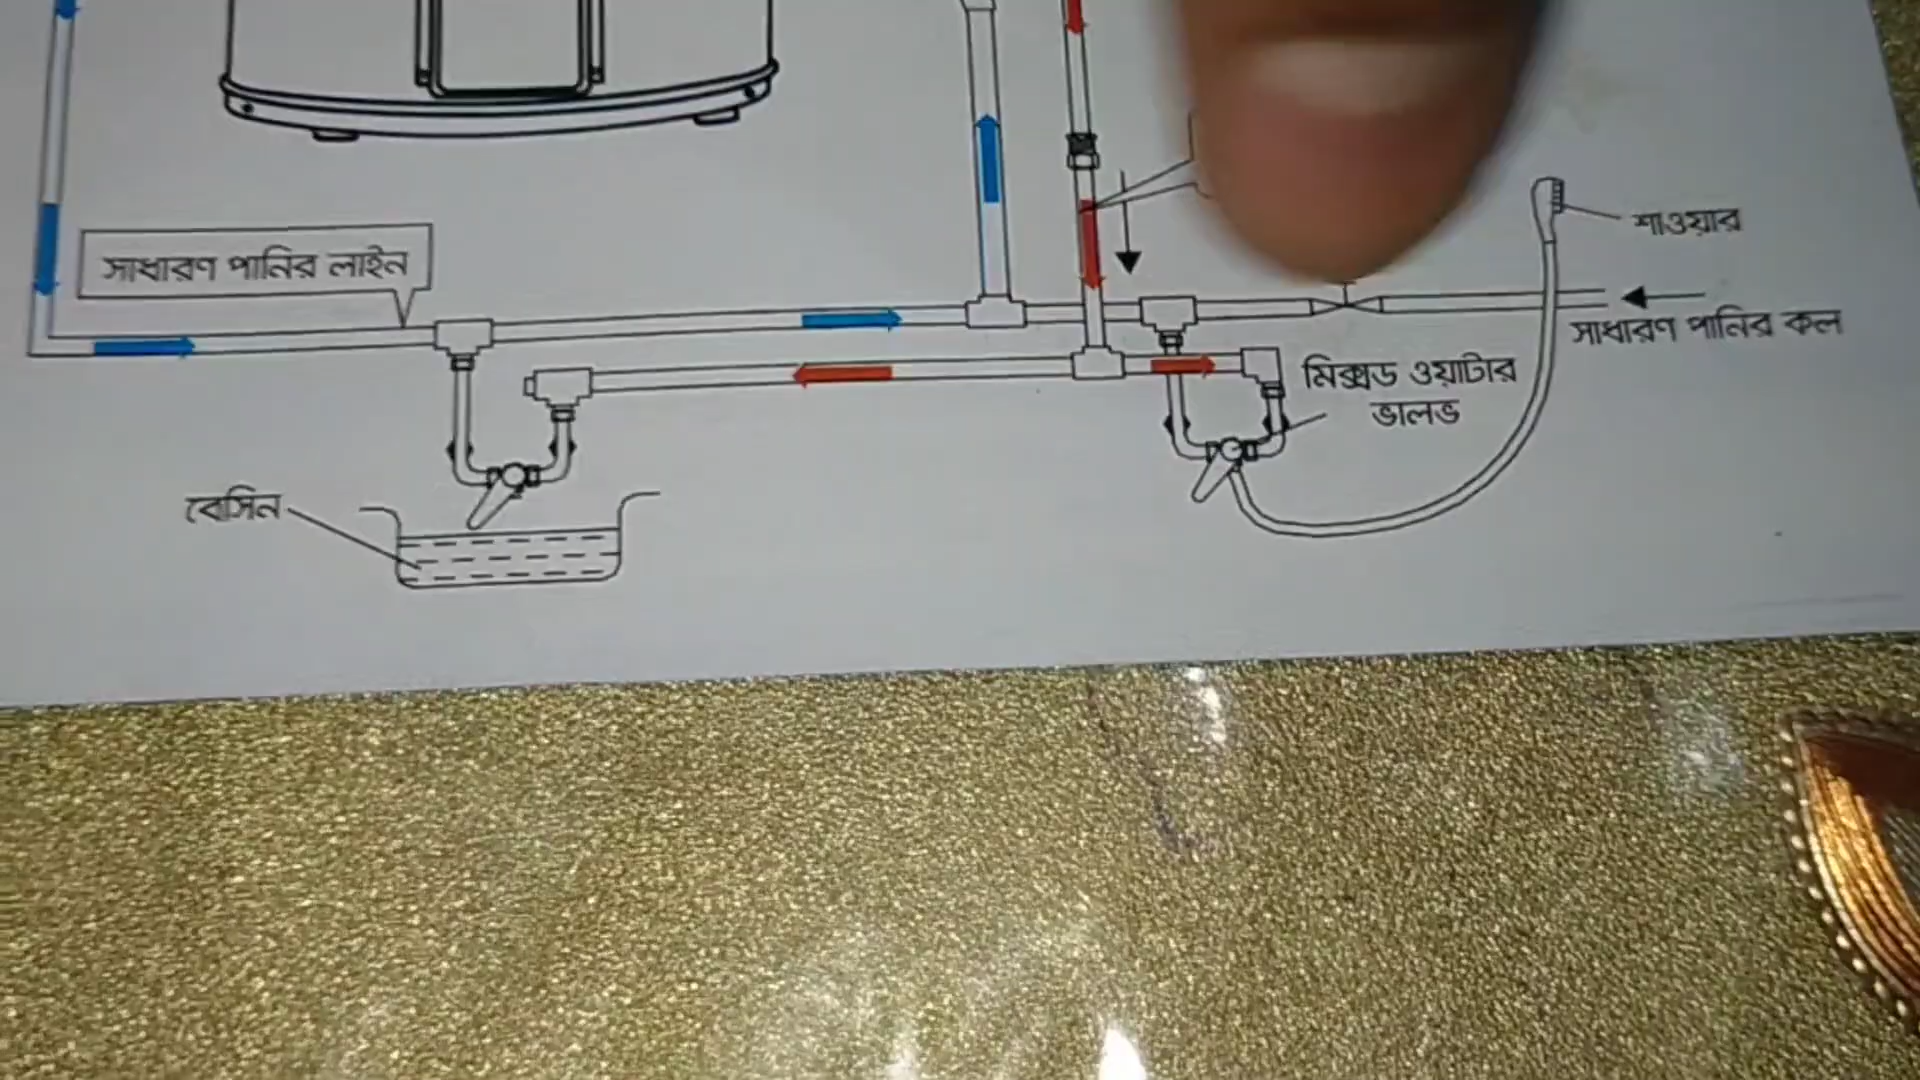 শাওয়ার
সাধারণ পানির লাইন
সাধারণ পানির কল
মিক্সড ওয়াটার
ভালভ
বেসিন